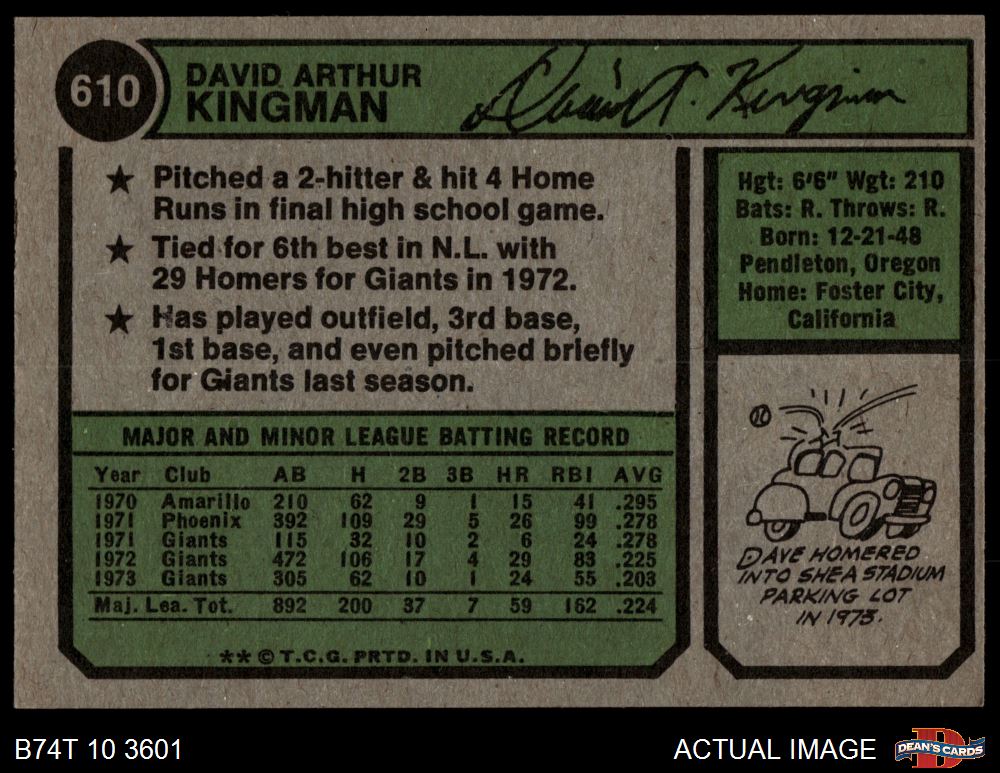 610
DAVID ARTHUR
KINGMAN
David A. Kingman
★ Pitched a 2-hitter & hit 4 Home
Runs in final high school game.
★ Tied for 6th best in N.L. with
29 Homers for Giants in 1972.
★ Has played outfield, 3rd base,
1st base, and even pitched briefly
for Giants last season.
Hgt: 6'6" Wgt: 210
Bats: R. Throws: R.
Born: 12-21-48
Pendleton, Oregon
Home: Foster City,
California
MAJOR AND MINOR LEAGUE BATTING RECORD
Year Club AB H 2B 3B HR RBI AVG
1970 Amarillo 210 62 9 1 15 41 .295
1971 Phoenix 392 109 29 5 26 99 .278
1971 Giants 115 32 10 2 6 24 .278
1972 Giants 472 106 17 4 29 83 .225
1973 Giants 305 62 10 1 24 55 .203
Maj. Lea. Tot. 892 200 37 7 59 162 .224
** © T.C.G. PRTD. IN U.S.A.
DAVE HOMERED
INTO SHEA STADIUM
PARKING LOT
IN 1973.
B74T 10 3601
ACTUAL IMAGE
DEAN'S CARDS